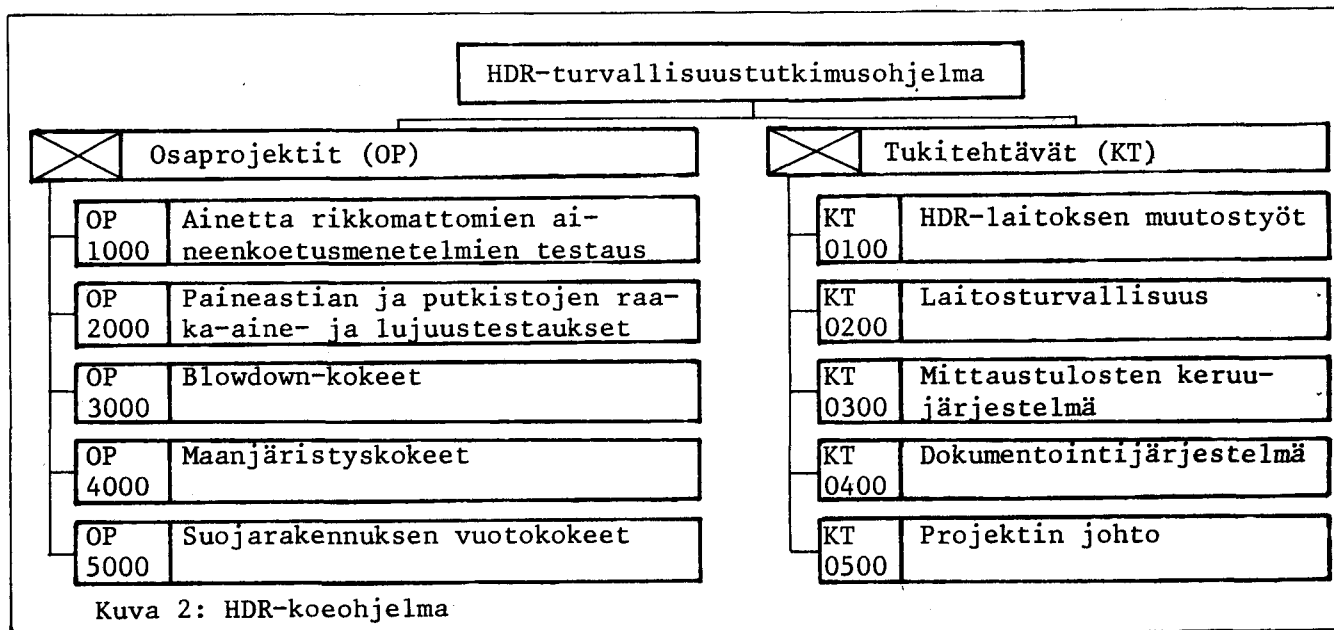 HDR-turvallisuustutkimusohjelma
Osaprojektit (OP)
OP
1000
Ainetta rikkomattomien ai-
neenkoetusmenetelmien testaus
OP
2000
Paineastian ja putkistojen raa-
ka-aine- ja lujuustestaukset
OP
3000
Blowdown-kokeet
OP
4000
Maanjäristyskokeet
OP
5000
Suojarakennuksen vuotokokeet
Tukitehtävät (KT)
KT
0100
HDR-laitoksen muutostyöt
KT
0200
Laitosturvallisuus
KT
0300
Mittaustulosten keruu-
järjestelmä
KT
0400
Dokumentointijärjestelmä
KT
0500
Projektin johto
Kuva 2: HDR-koeohjelma